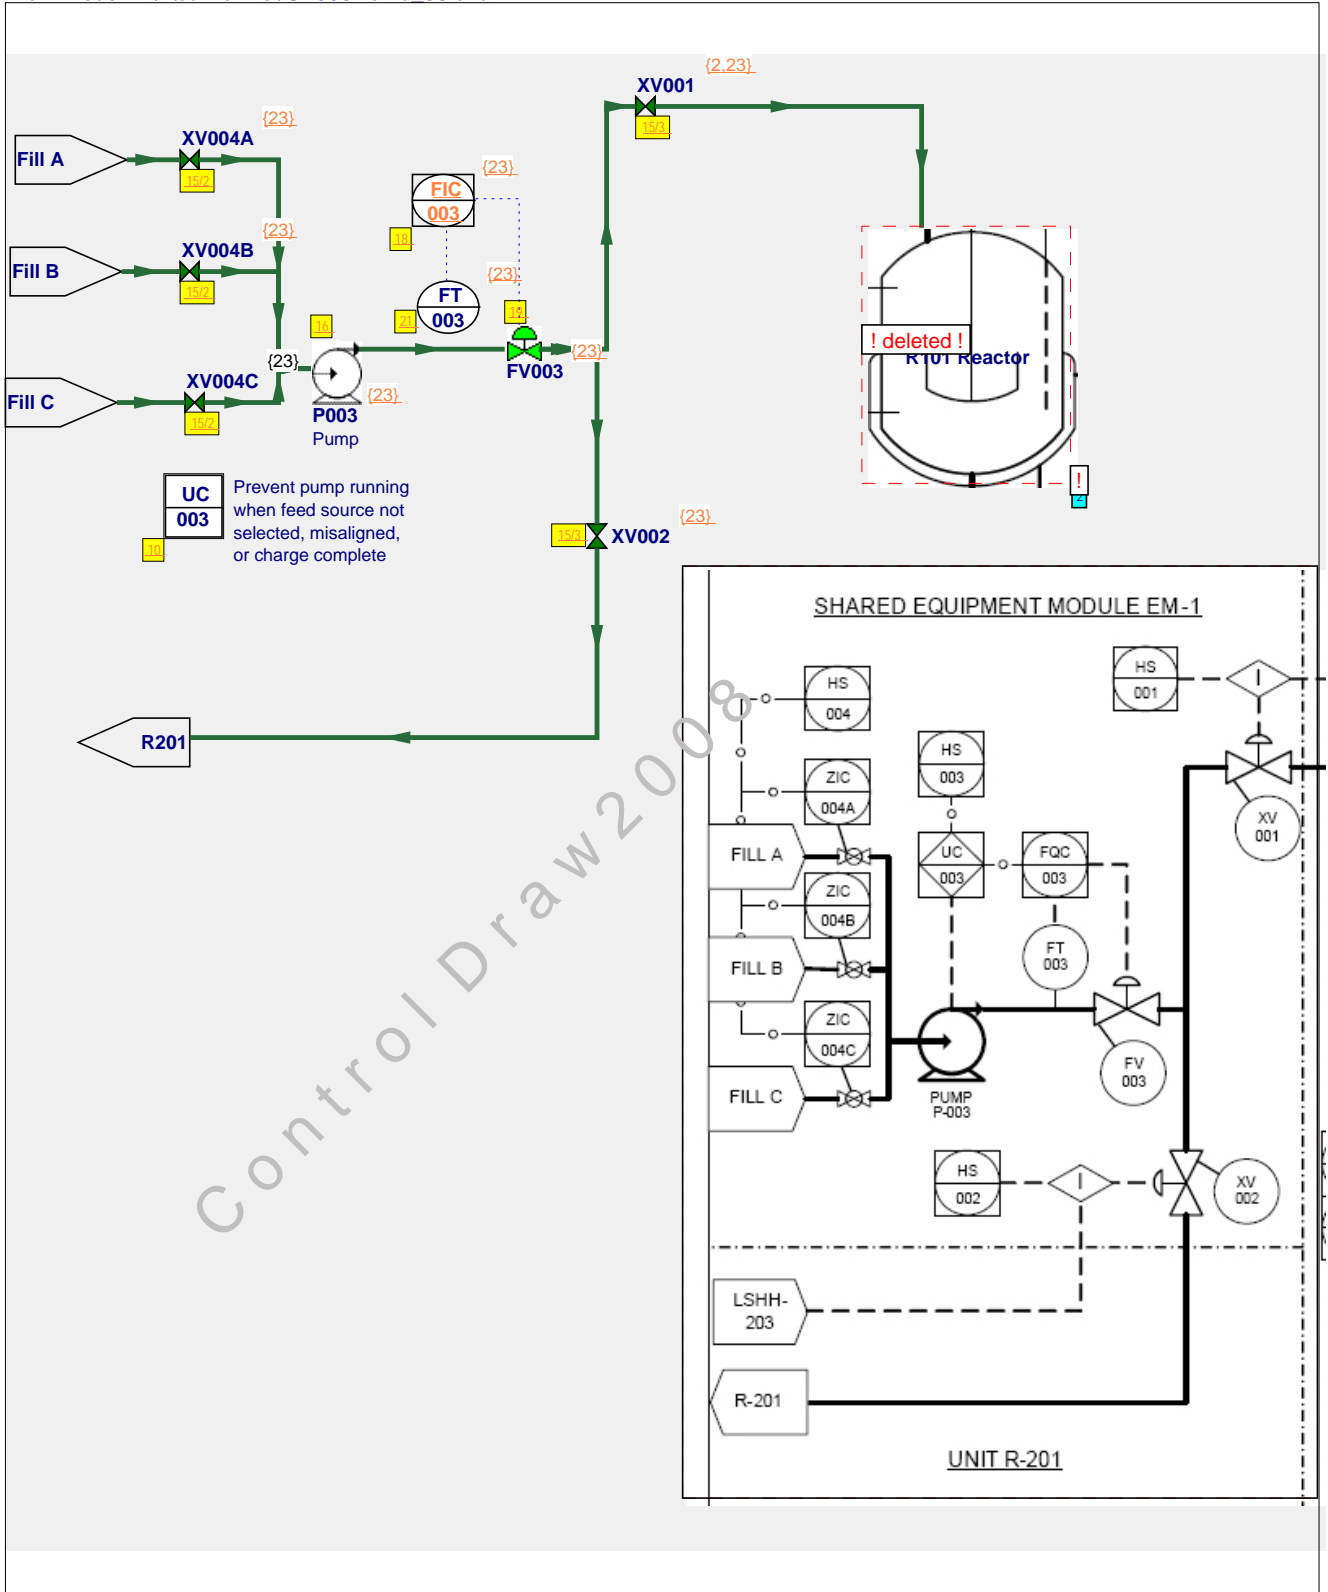 {2,23}
XV001
15/3
{23}
XV004A
Fill A
15/2
{23}
FIC
003
18
{23}
XV004B
Fill B
15/2
{23}
FT
003
21
19
16
{23}
{23}
FV003
! deleted !
R101 Reactor
XV004C
Fill C
15/2
{23}
P003
Pump
!
2
UC
003
10
Prevent pump running
when feed source not
selected, misaligned,
or charge complete
{23}
15/3
XV002
R201
Control Draw2008
SHARED EQUIPMENT MODULE EM-1
HS
001
I
HS
004
HS
003
ZIC
004A
XV
001
FILL A
UC
003
FQC
003
ZIC
004B
FT
003
FILL B
ZIC
004C
FV
003
FILL C
PUMP
P-003
HS
002
I
XV
002
LSHH-
203
R-201
UNIT R-201